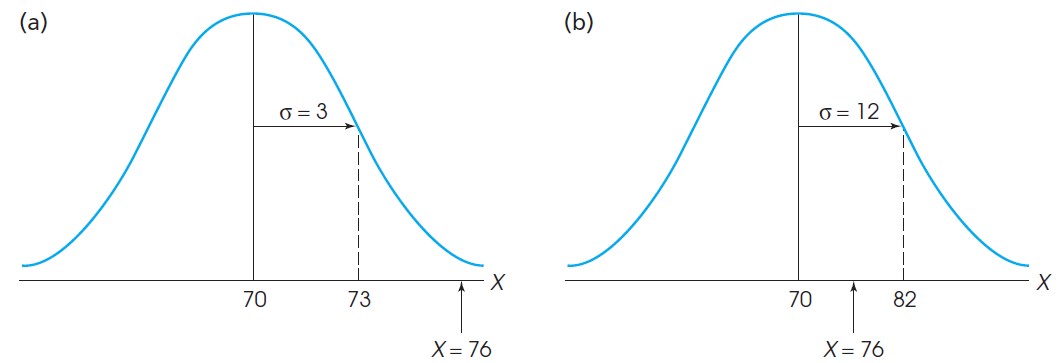 (a)
σ = 3
70
73
X
X = 76
(b)
σ = 12
70
82
X
X = 76